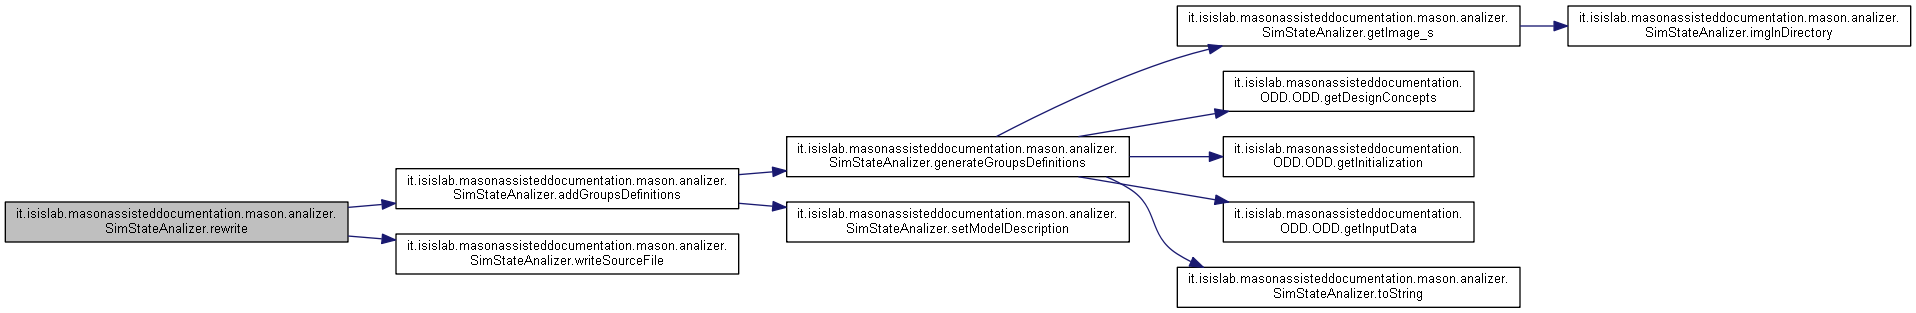 it.isislab.masonassisteddocumentation.mason.analizer.
SimStateAnalizer.rewrite
it.isislab.masonassisteddocumentation.mason.analizer.
SimStateAnalizer.addGroupsDefinitions
it.isislab.masonassisteddocumentation.mason.analizer.
SimStateAnalizer.writeSourceFile
it.isislab.masonassisteddocumentation.mason.analizer.
SimStateAnalizer.generateGroupsDefinitions
it.isislab.masonassisteddocumentation.mason.analizer.
SimStateAnalizer.setModelDescription
it.isislab.masonassisteddocumentation.mason.analizer.
SimStateAnalizer.getImage_s
it.isislab.masonassisteddocumentation.
ODD.ODD.getDesignConcepts
it.isislab.masonassisteddocumentation.
ODD.ODD.getInitialization
it.isislab.masonassisteddocumentation.
ODD.ODD.getInputData
it.isislab.masonassisteddocumentation.mason.analizer.
SimStateAnalizer.toString
it.isislab.masonassisteddocumentation.mason.analizer.
SimStateAnalizer.imgInDirectory